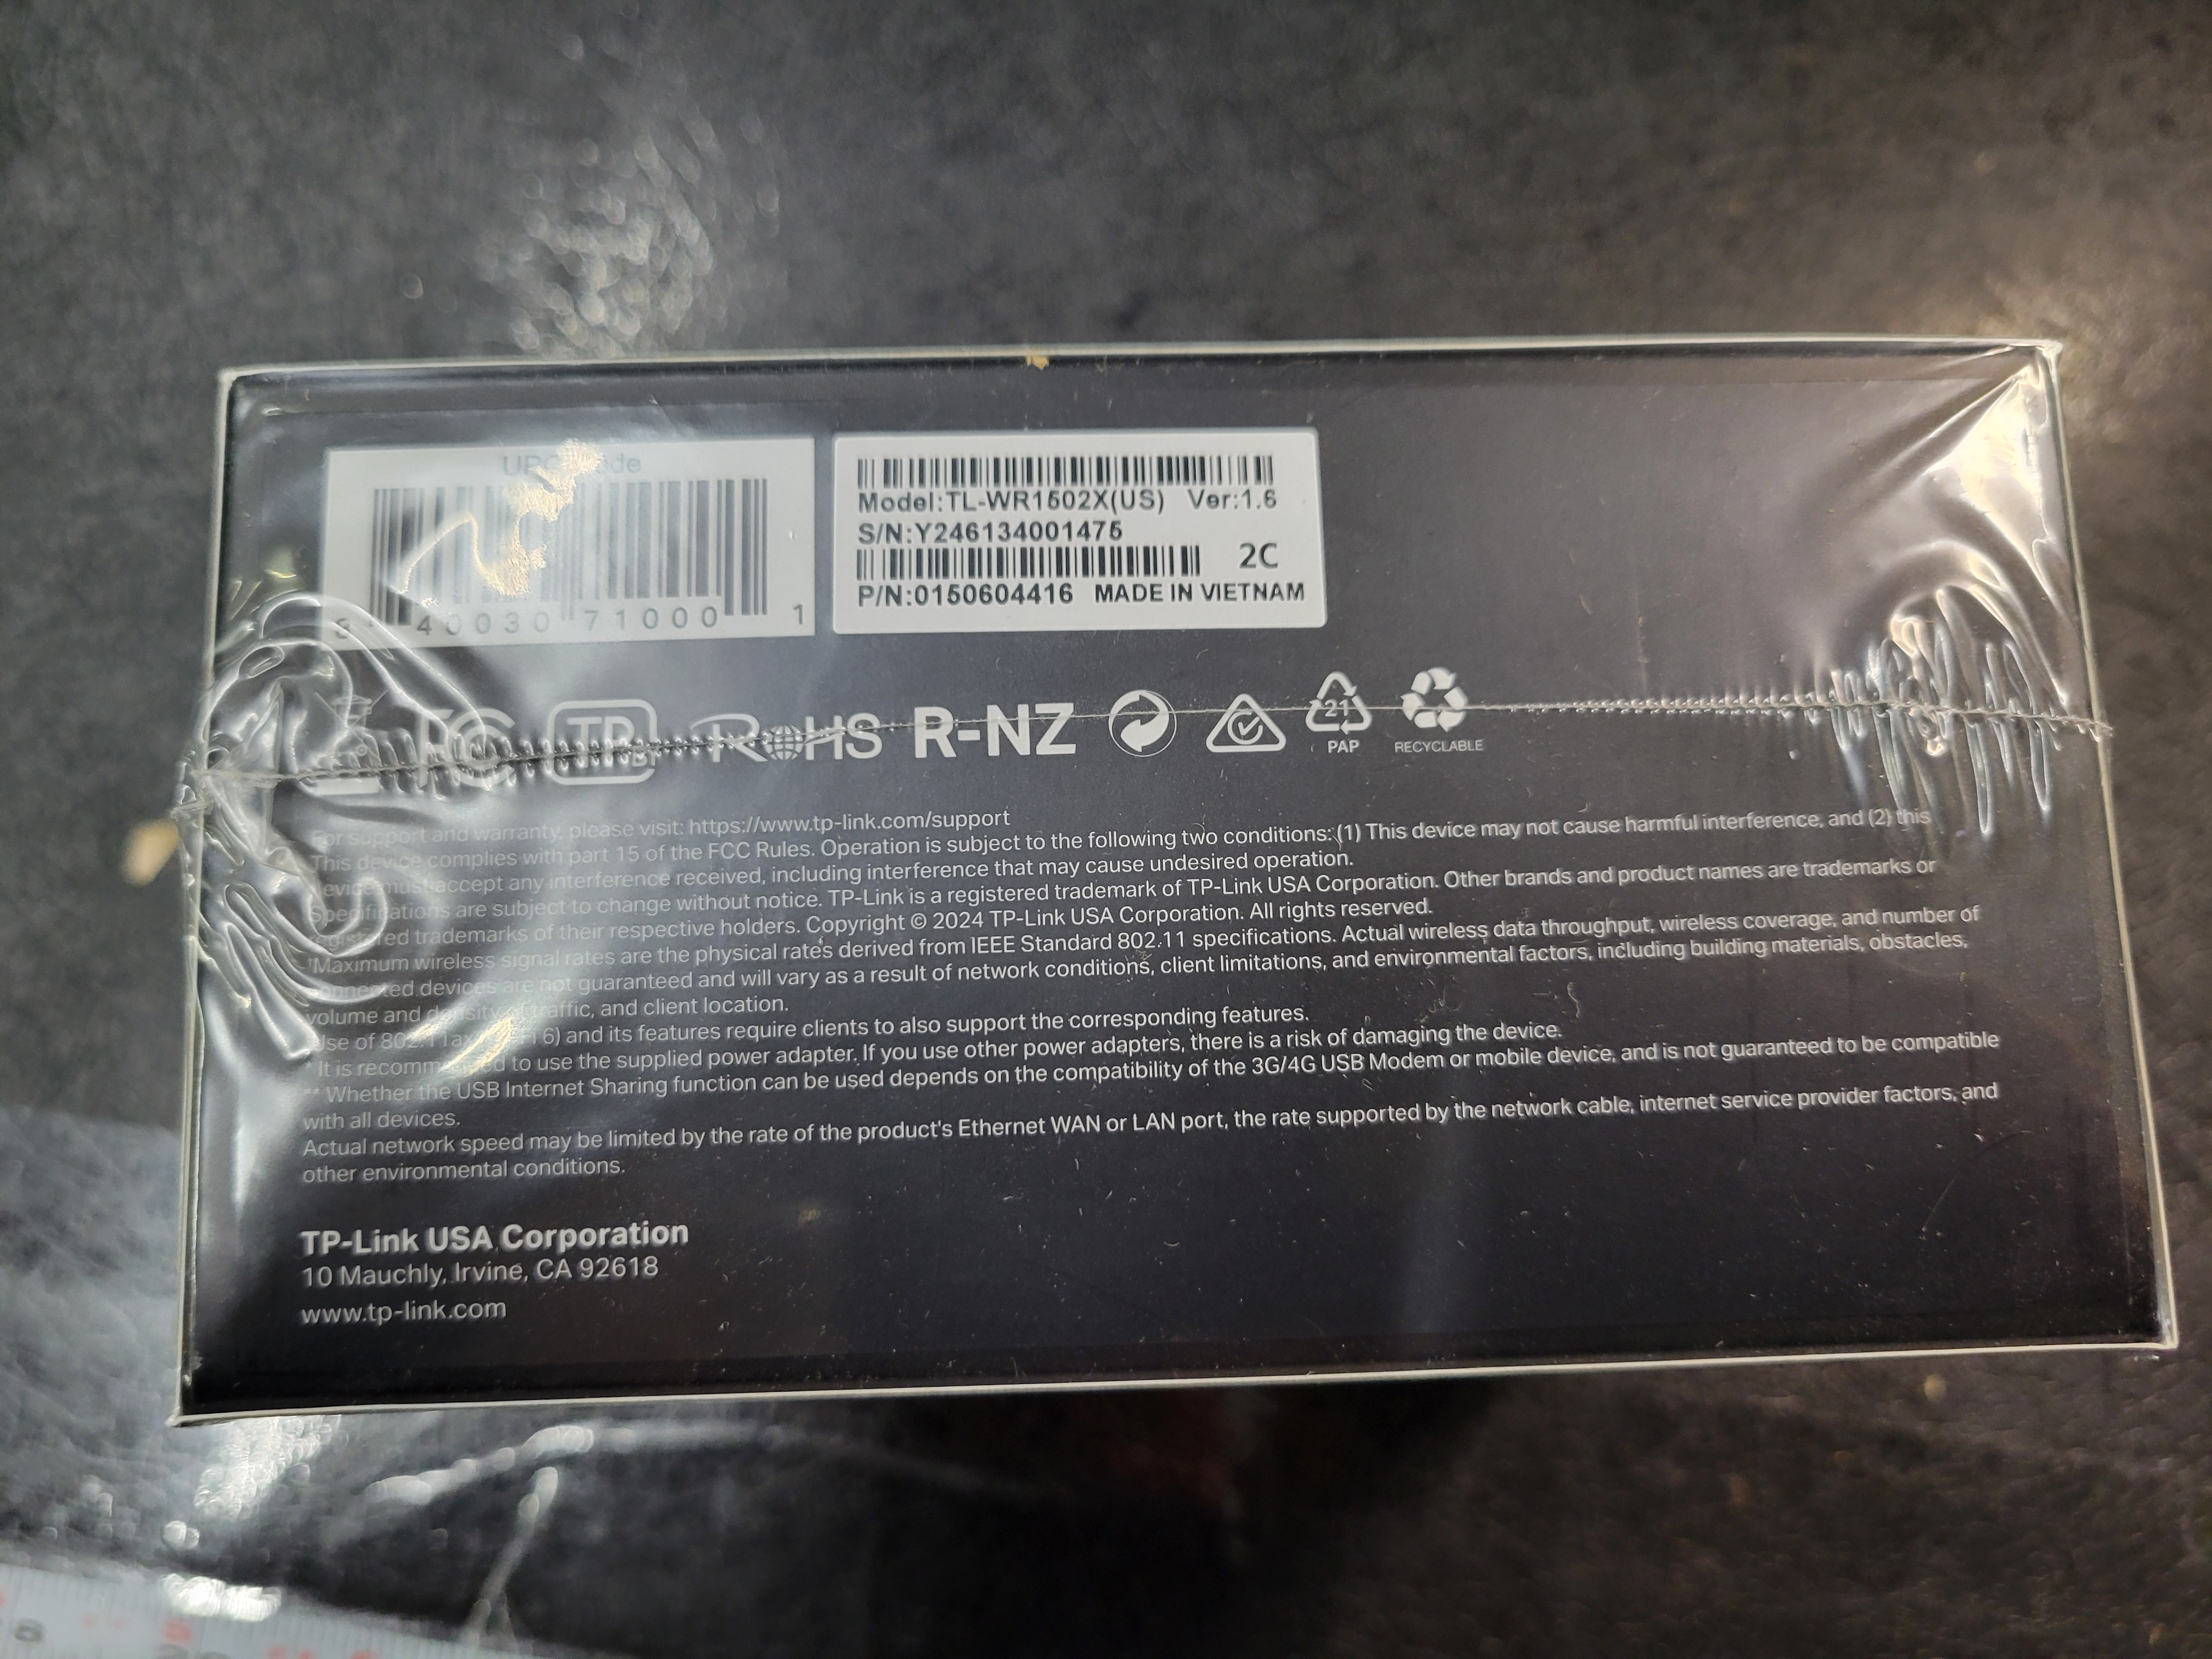 UPC Code
8 40030 71000 1
Model:TL-WR1502X(US) Ver:1.6
S/N:Y246134001475
2C
P/N:0150604416 MADE IN VIETNAM
FC TP BY RoHS R-NZ
21
PAP RECYCLABLE
For support and warranty, please visit: https://www.tp-link.com/support
This device complies with part 15 of the FCC Rules. Operation is subject to the following two conditions: (1) This device may not cause harmful interference, and (2) this
device must accept any interference received, including interference that may cause undesired operation.
Specifications are subject to change without notice. TP-Link is a registered trademark of TP-Link USA Corporation. Other brands and product names are trademarks or
registered trademarks of their respective holders. Copyright © 2024 TP-Link USA Corporation. All rights reserved.
†Maximum wireless signal rates are the physical rates derived from IEEE Standard 802.11 specifications. Actual wireless data throughput, wireless coverage, and number of
connected devices are not guaranteed and will vary as a result of network conditions, client limitations, and environmental factors, including building materials, obstacles,
volume and density of traffic, and client location.
Use of 802.11ax (Wi-Fi 6) and its features require clients to also support the corresponding features.
* It is recommended to use the supplied power adapter. If you use other power adapters, there is a risk of damaging the device.
** Whether the USB Internet Sharing function can be used depends on the compatibility of the 3G/4G USB Modem or mobile device, and is not guaranteed to be compatible
with all devices.
Actual network speed may be limited by the rate of the product's Ethernet WAN or LAN port, the rate supported by the network cable, internet service provider factors, and
other environmental conditions.
TP-Link USA Corporation
10 Mauchly, Irvine, CA 92618
www.tp-link.com